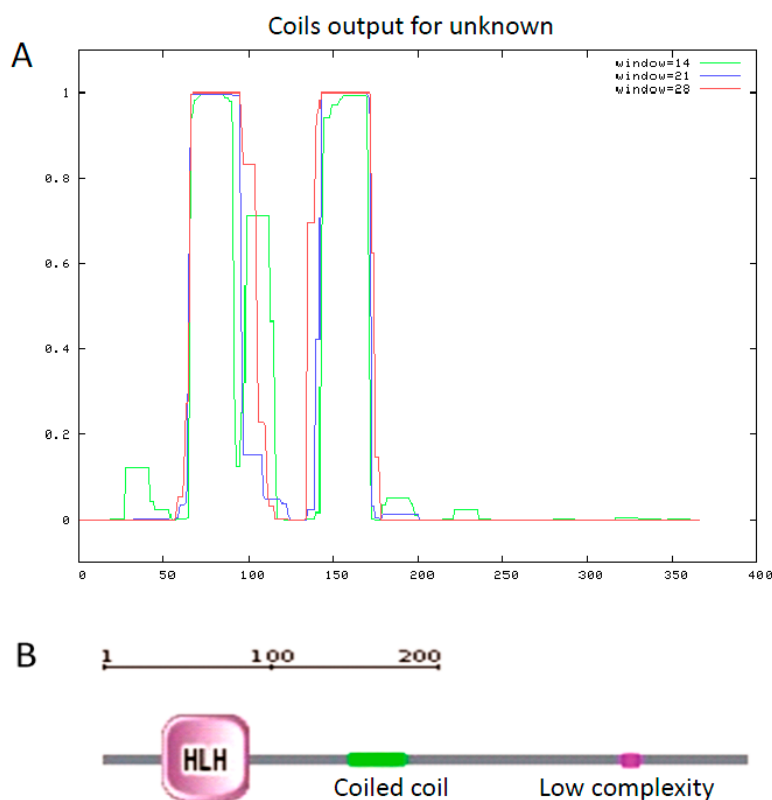 Coils output for unknown
A
window=14
window=21
window=28
1
0.8
0.6
0.4
0.2
0
0 50 100 150 200 250 300 350 400
B
1 100 200
HLH
Coiled coil Low complexity